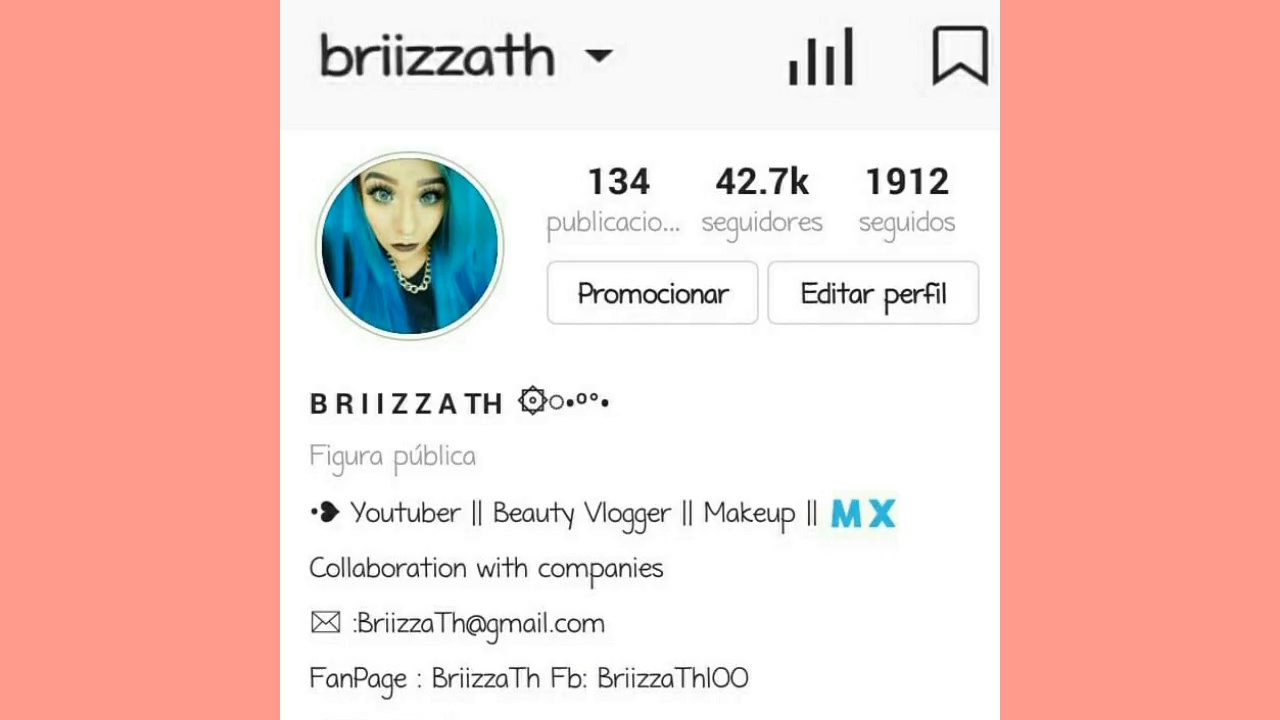 briizzath
134 42.7k 1912
publicacio... seguidores seguidos
Promocionar Editar perfil
BRIIZZATH ۞○•°°•
Figura pública
•❥ Youtuber || Beauty Vlogger || Makeup || MX
Collaboration with companies
✉ :BriizzaTh@gmail.com
FanPage : BriizzaTh Fb: BriizzaTh100